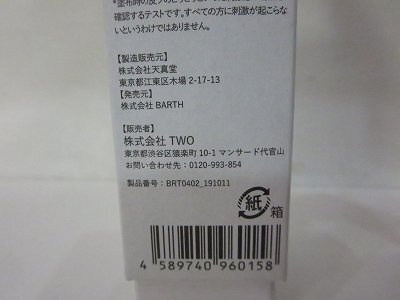 確認するテストです。すべての方に刺激が起こらな
いというわけではありません。
【製造販売元】
株式会社天真堂
東京都江東区木場 2-17-13
【発売元】
株式会社 BARTH
【販売者】
株式会社 TWO
東京都渋谷区猿楽町 10-1 マンサード代官山
お問い合わせ先：0120-993-854
製品番号：BRT0402_191011
紙
箱
4 589740 960158